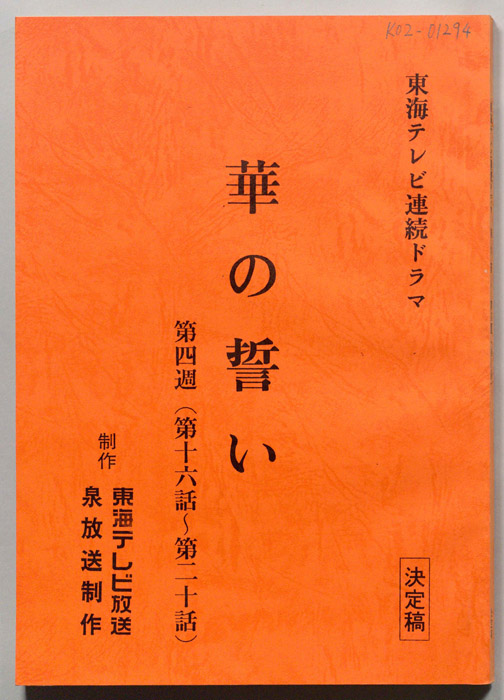 K02-01294
東海テレビ連続ドラマ
華の誓い
第四週（第十六話～第二十話）
制作
東海テレビ放送
泉放送制作
決定稿